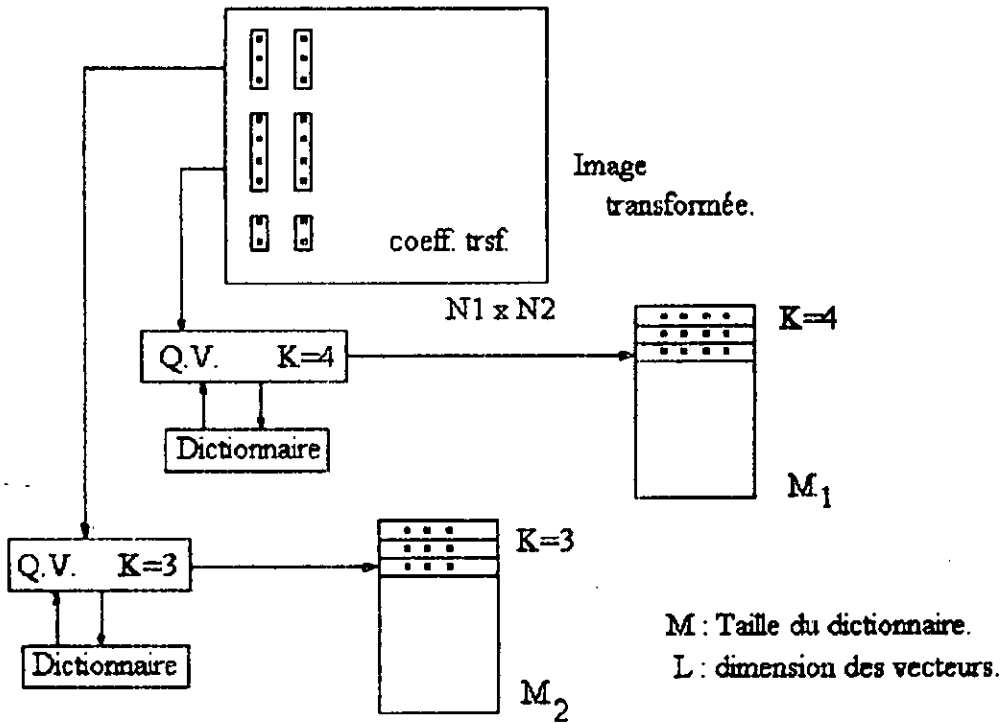 Image
transformée.
coeff. trsf.
N1 x N2
K=4
Q.V. K=4
Dictionnaire
M1
K=3
Q.V. K=3
Dictionnaire
M2
M : Taille du dictionnaire.
L : dimension des vecteurs.